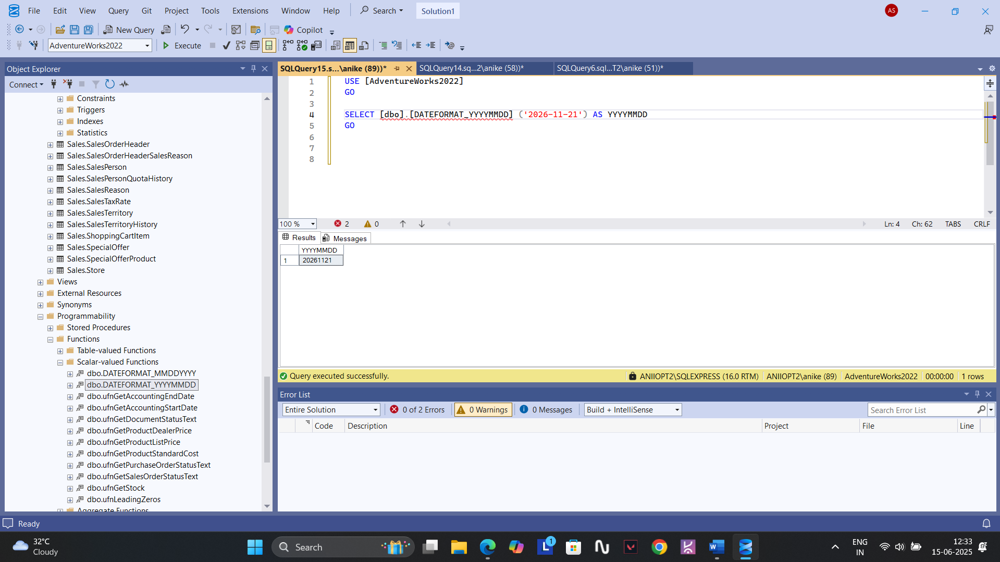 File Edit View Query Git Project Tools Extensions Window Help Search Solution1 AS
New Query Copilot
AdventureWorks2022 Execute
Object Explorer
Connect
Constraints
Triggers
Indexes
Statistics
Sales.SalesOrderHeader
Sales.SalesOrderHeaderSalesReason
Sales.SalesPerson
Sales.SalesPersonQuotaHistory
Sales.SalesReason
Sales.SalesTaxRate
Sales.SalesTerritory
Sales.SalesTerritoryHistory
Sales.ShoppingCartItem
Sales.SpecialOffer
Sales.SpecialOfferProduct
Sales.Store
Views
External Resources
Synonyms
Programmability
Stored Procedures
Functions
Table-valued Functions
Scalar-valued Functions
dbo.DATEFORMAT_MMDDYYYY
dbo.DATEFORMAT_YYYYMMDD
dbo.ufnGetAccountingEndDate
dbo.ufnGetAccountingStartDate
dbo.ufnGetDocumentStatusText
dbo.ufnGetProductDealerPrice
dbo.ufnGetProductListPrice
dbo.ufnGetProductStandardCost
dbo.ufnGetPurchaseOrderStatusText
dbo.ufnGetSalesOrderStatusText
dbo.ufnGetStock
dbo.ufnLeadingZeros
Aggregate Functions
SQLQuery15.s...\anike (89))* SQLQuery14.sq...2\anike (58))* SQLQuery6.sql...T2\anike (51))*
1 USE [AdventureWorks2022]
2 GO
3
4 SELECT [dbo].[DATEFORMAT_YYYYMMDD] ('2026-11-21') AS YYYYMMDD
5 GO
6
7
8
100 % 2 0 Ln: 4 Ch: 62 TABS CRLF
Results Messages
YYYYMMDD
1 20261121
Query executed successfully. ANIIOPT2\SQLEXPRESS (16.0 RTM) ANIIOPT2\anike (89) AdventureWorks2022 00:00:00 1 rows
Error List
Entire Solution 0 of 2 Errors 0 Warnings 0 Messages Build + IntelliSense Search Error List
Code Description Project File Line
Ready
32°C
Cloudy
Search
L 1
W
ENG
IN
12:33
15-06-2025